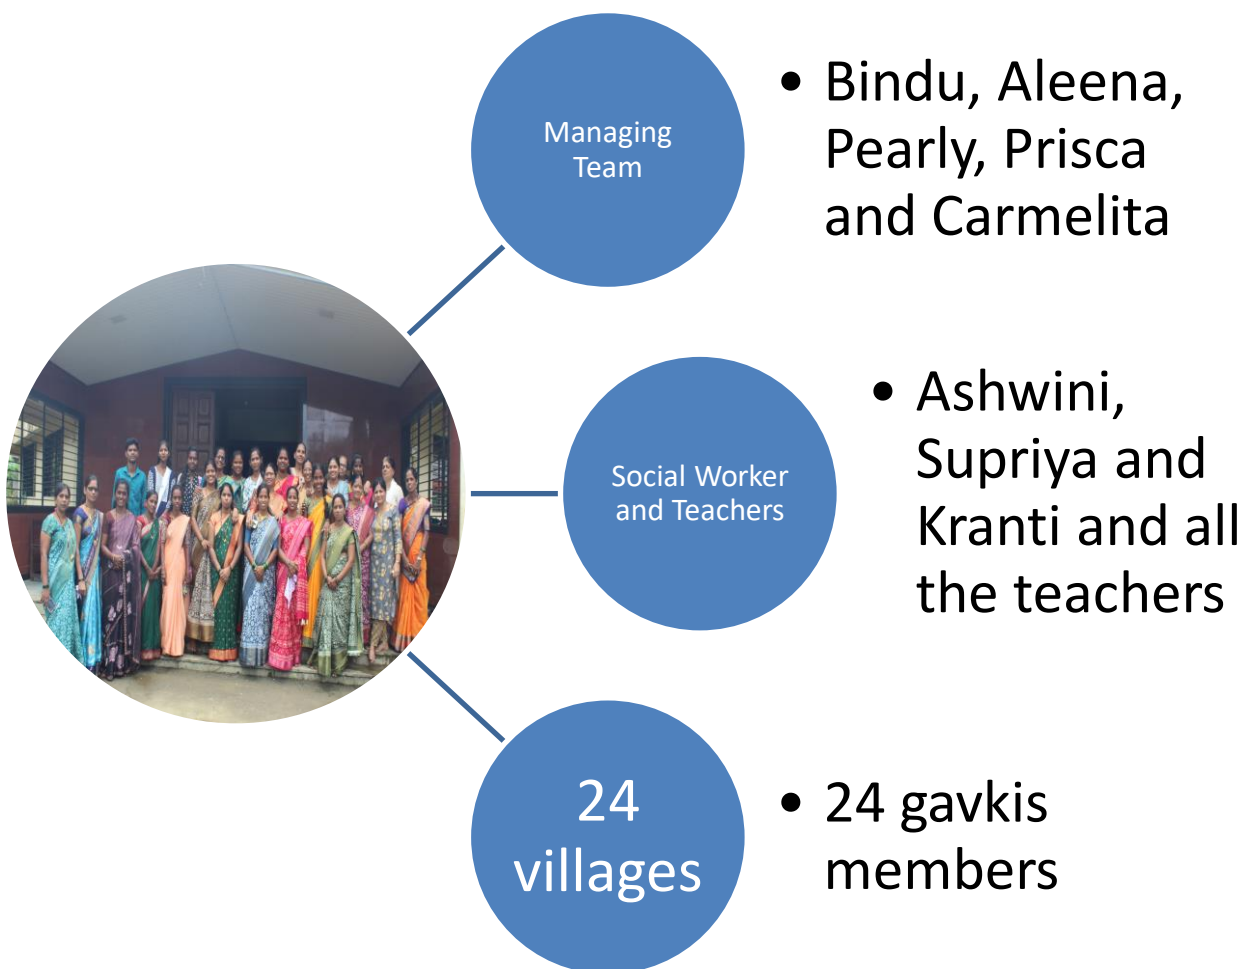 Managing
Team
• Bindu, Aleena,
Pearly, Prisca
and Carmelita
Social Worker
and Teachers
• Ashwini,
Supriya and
Kranti and all
the teachers
24
villages
• 24 gavkis
members